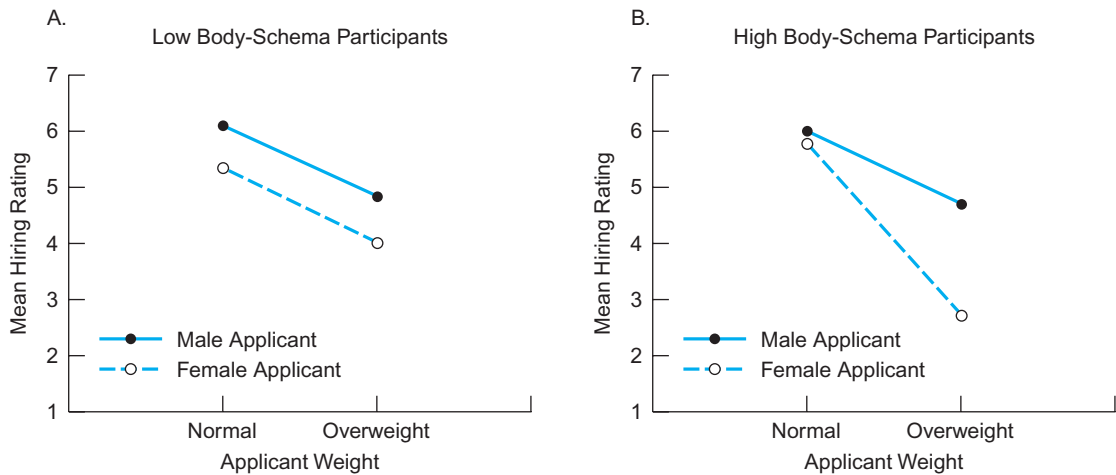 A.
Low Body-Schema Participants
7
6
5
4
3
2
1
Mean Hiring Rating
Male Applicant
Female Applicant
Normal Overweight
Applicant Weight
B.
High Body-Schema Participants
7
6
5
4
3
2
1
Mean Hiring Rating
Male Applicant
Female Applicant
Normal Overweight
Applicant Weight